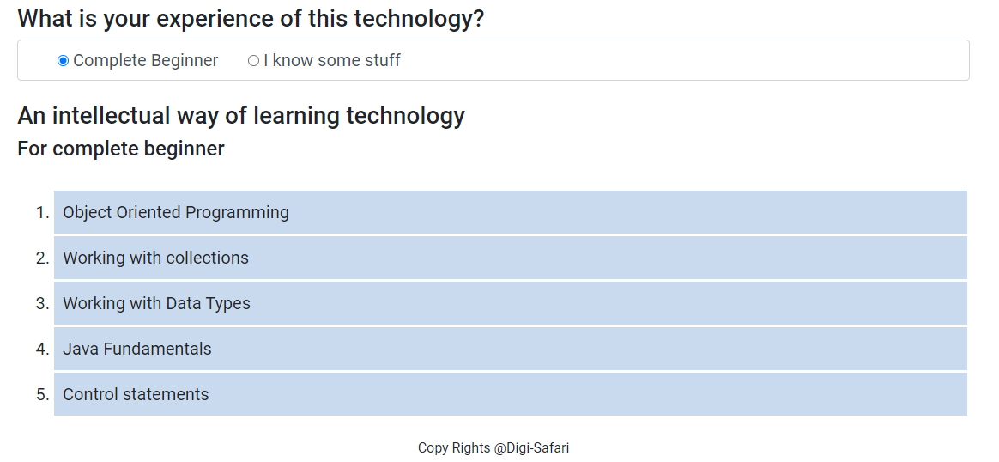 What is your experience of this technology?
Complete Beginner I know some stuff
An intellectual way of learning technology
For complete beginner
1. Object Oriented Programming
2. Working with collections
3. Working with Data Types
4. Java Fundamentals
5. Control statements
Copy Rights @Digi-Safari